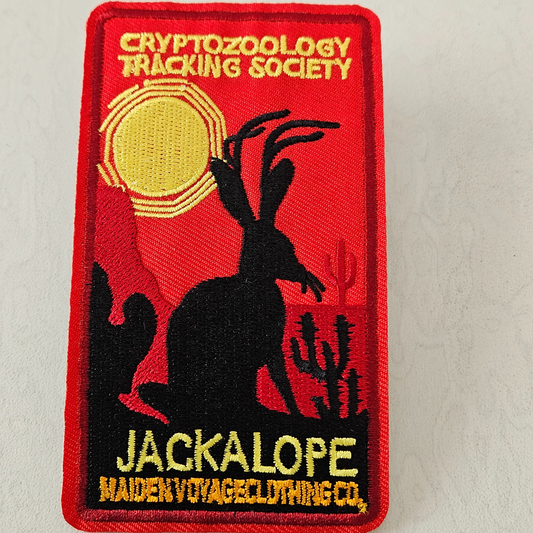 CRYPTOZOOLOGY
TRACKING SOCIETY
JACKALOPE
MAIDEN VOYAGE CLOTHING CO.